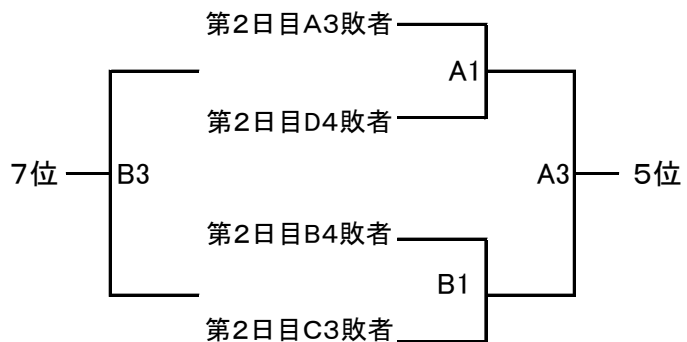 第２日目A３敗者
A1
第２日目D4敗者
７位
B3
A3
５位
第２日目B4敗者
B1
第２日目C３敗者